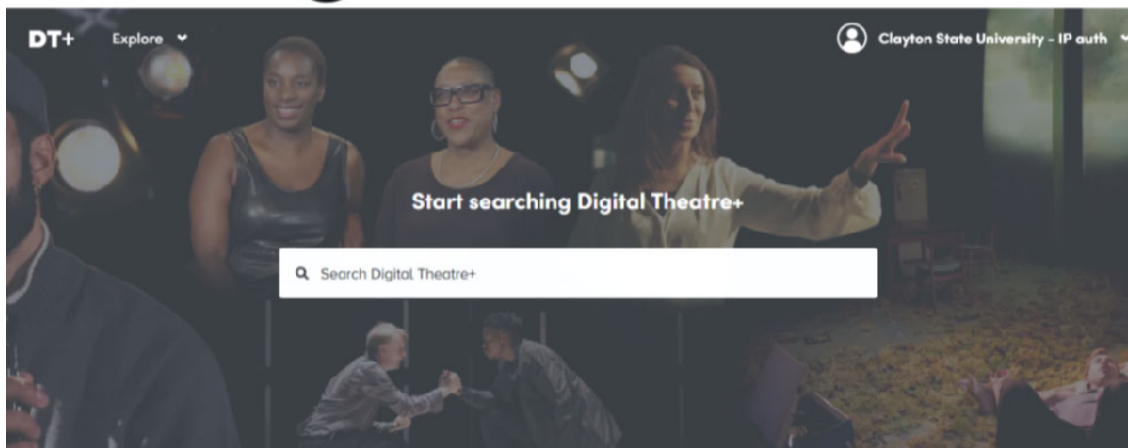 DT+ Explore
Clayton State University - IP auth
Start searching Digital Theatre+
Search Digital Theatre+